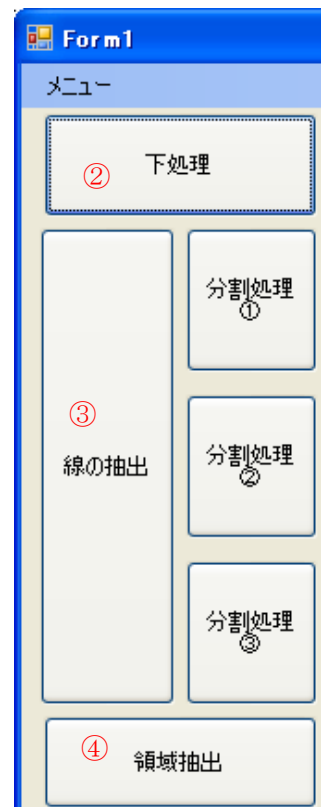 Form1
メニュー
② 下処理
分割処理
①
③
線の抽出
分割処理
②
分割処理
③
④ 領域抽出